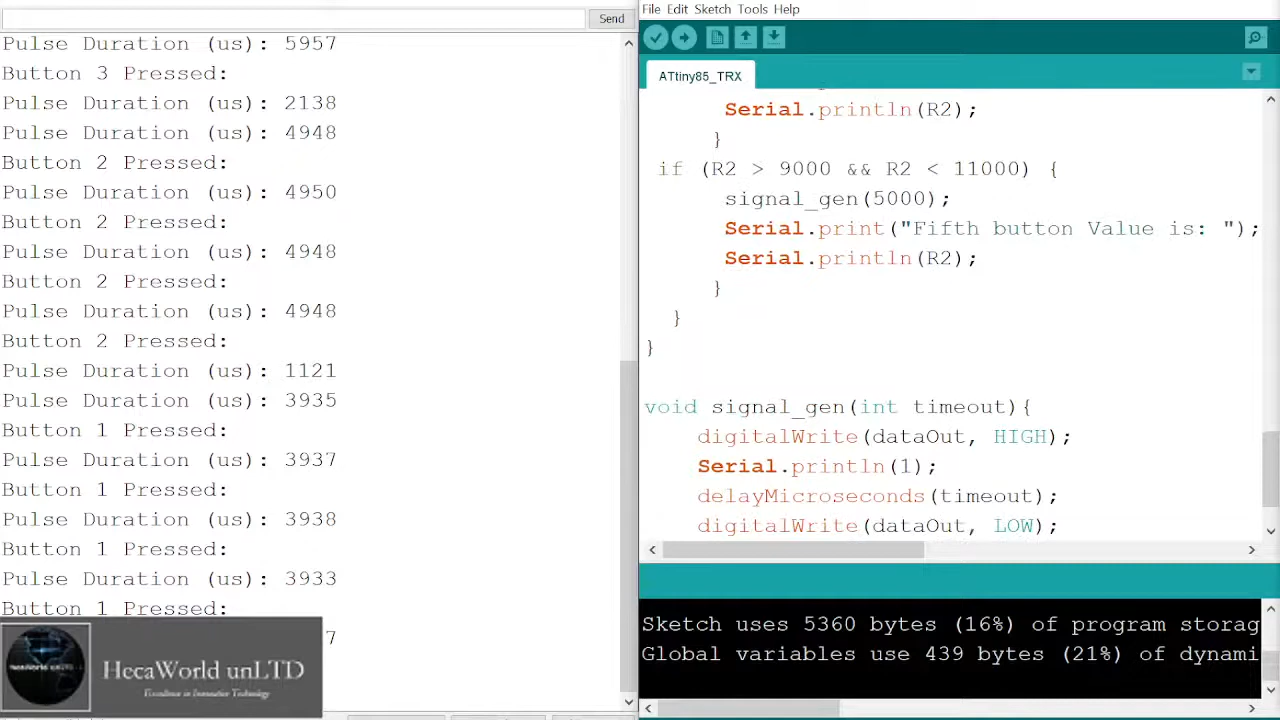 Send
Pulse Duration (us): 5957
Button 3 Pressed:
Pulse Duration (us): 2138
Pulse Duration (us): 4948
Button 2 Pressed:
Pulse Duration (us): 4950
Button 2 Pressed:
Pulse Duration (us): 4948
Button 2 Pressed:
Pulse Duration (us): 4948
Button 2 Pressed:
Pulse Duration (us): 1121
Pulse Duration (us): 3935
Button 1 Pressed:
Pulse Duration (us): 3937
Button 1 Pressed:
Pulse Duration (us): 3938
Button 1 Pressed:
Pulse Duration (us): 3933
Button 1 Pressed:
7
HecaWorld unLTD
Excellence in Innovative Technology
File Edit Sketch Tools Help
ATtiny85_TRX
Serial.println(R2);
}
if (R2 > 9000 && R2 < 11000) {
signal_gen(5000);
Serial.print("Fifth button Value is: ");
Serial.println(R2);
}
}
}
void signal_gen(int timeout){
digitalWrite(dataOut, HIGH);
Serial.println(1);
delayMicroseconds(timeout);
digitalWrite(dataOut, LOW);
Sketch uses 5360 bytes (16%) of program storag
Global variables use 439 bytes (21%) of dynami